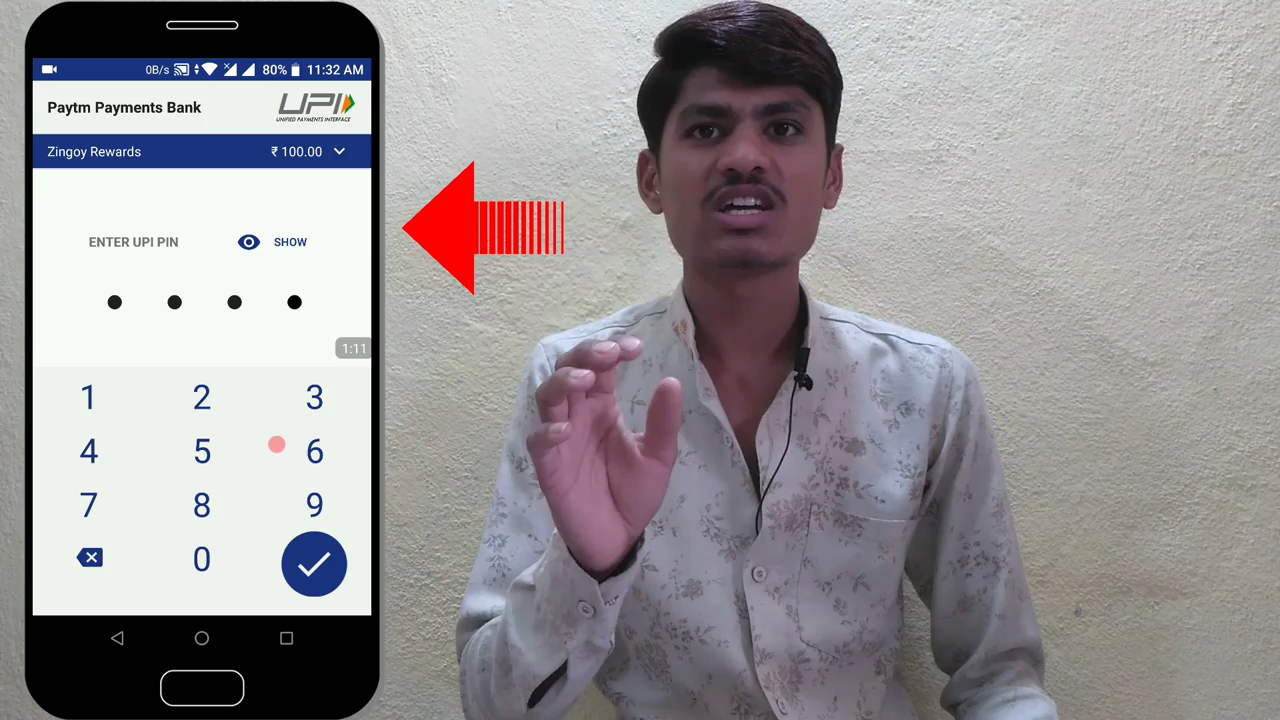 0B/s 80% 11:32 AM
Paytm Payments Bank
UPI
UNIFIED PAYMENTS INTERFACE
Zingoy Rewards ₹ 100.00
ENTER UPI PIN SHOW
1:11
1 2 3
4 5 6
7 8 9
0